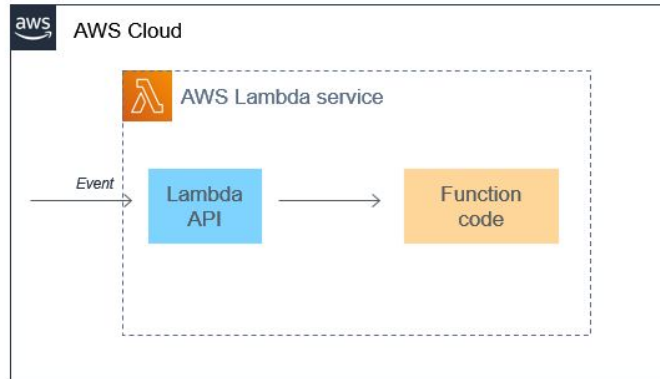 aws
AWS Cloud
AWS Lambda service
Event
Lambda
API
Function
code